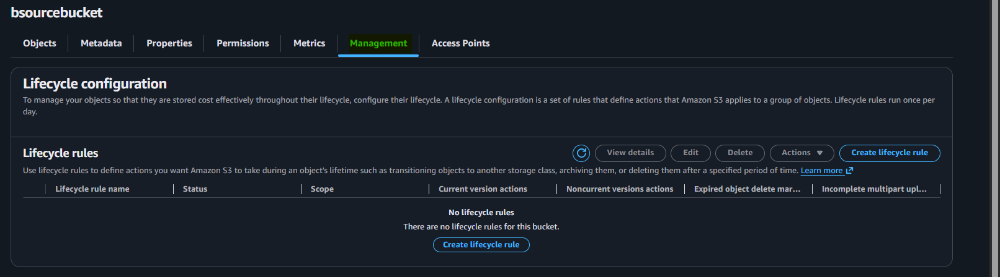 bsourcebucket
Objects
Metadata
Properties
Permissions
Metrics
Management
Access Points
Lifecycle configuration
To manage your objects so that they are stored cost effectively throughout their lifecycle, configure their lifecycle. A lifecycle configuration is a set of rules that define actions that Amazon S3 applies to a group of objects. Lifecycle rules run once per
day.
Lifecycle rules
View details
Edit
Delete
Actions
Create lifecycle rule
Use lifecycle rules to define actions you want Amazon S3 to take during an object's lifetime such as transitioning objects to another storage class, archiving them, or deleting them after a specified period of time. Learn more
Lifecycle rule name
Status
Scope
Current version actions
Noncurrent versions actions
Expired object delete mar...
Incomplete multipart upl...
No lifecycle rules
There are no lifecycle rules for this bucket.
Create lifecycle rule